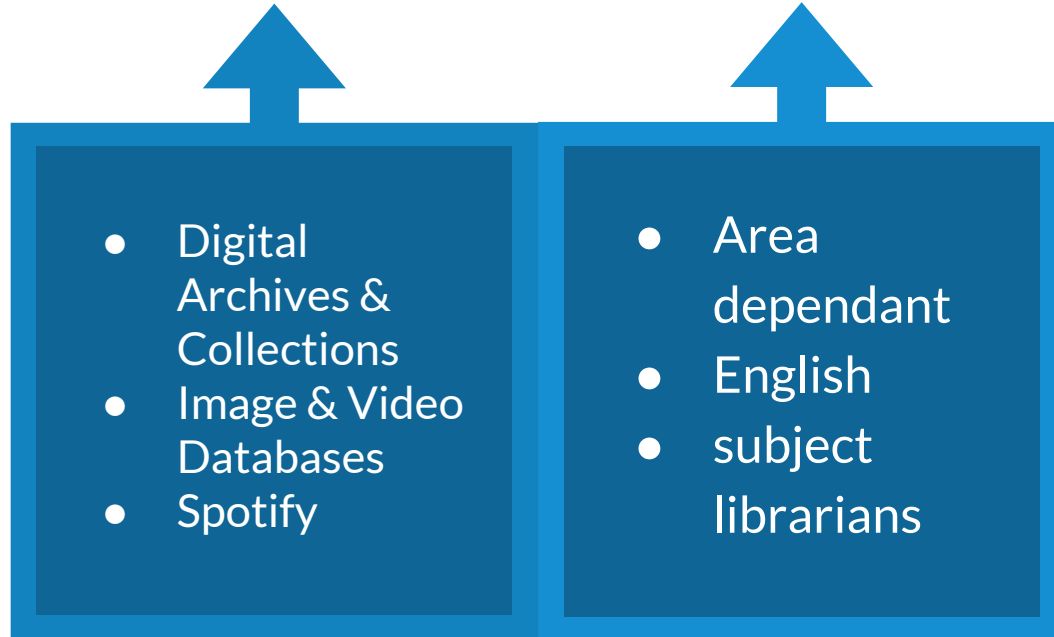 ● Digital
Archives &
Collections
● Image & Video
Databases
● Spotify
● Area
dependant
● English
● subject
librarians